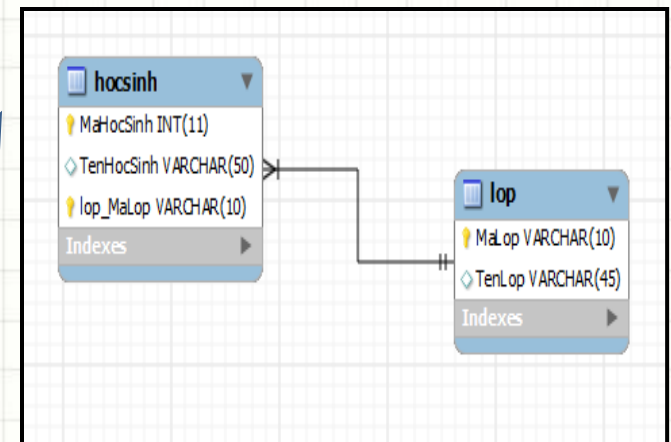 hocsinh
MaHocSinh INT(11)
TenHocSinh VARCHAR(50)
lop_MaLop VARCHAR(10)
Indexes
lop
MaLop VARCHAR(10)
TenLop VARCHAR(45)
Indexes